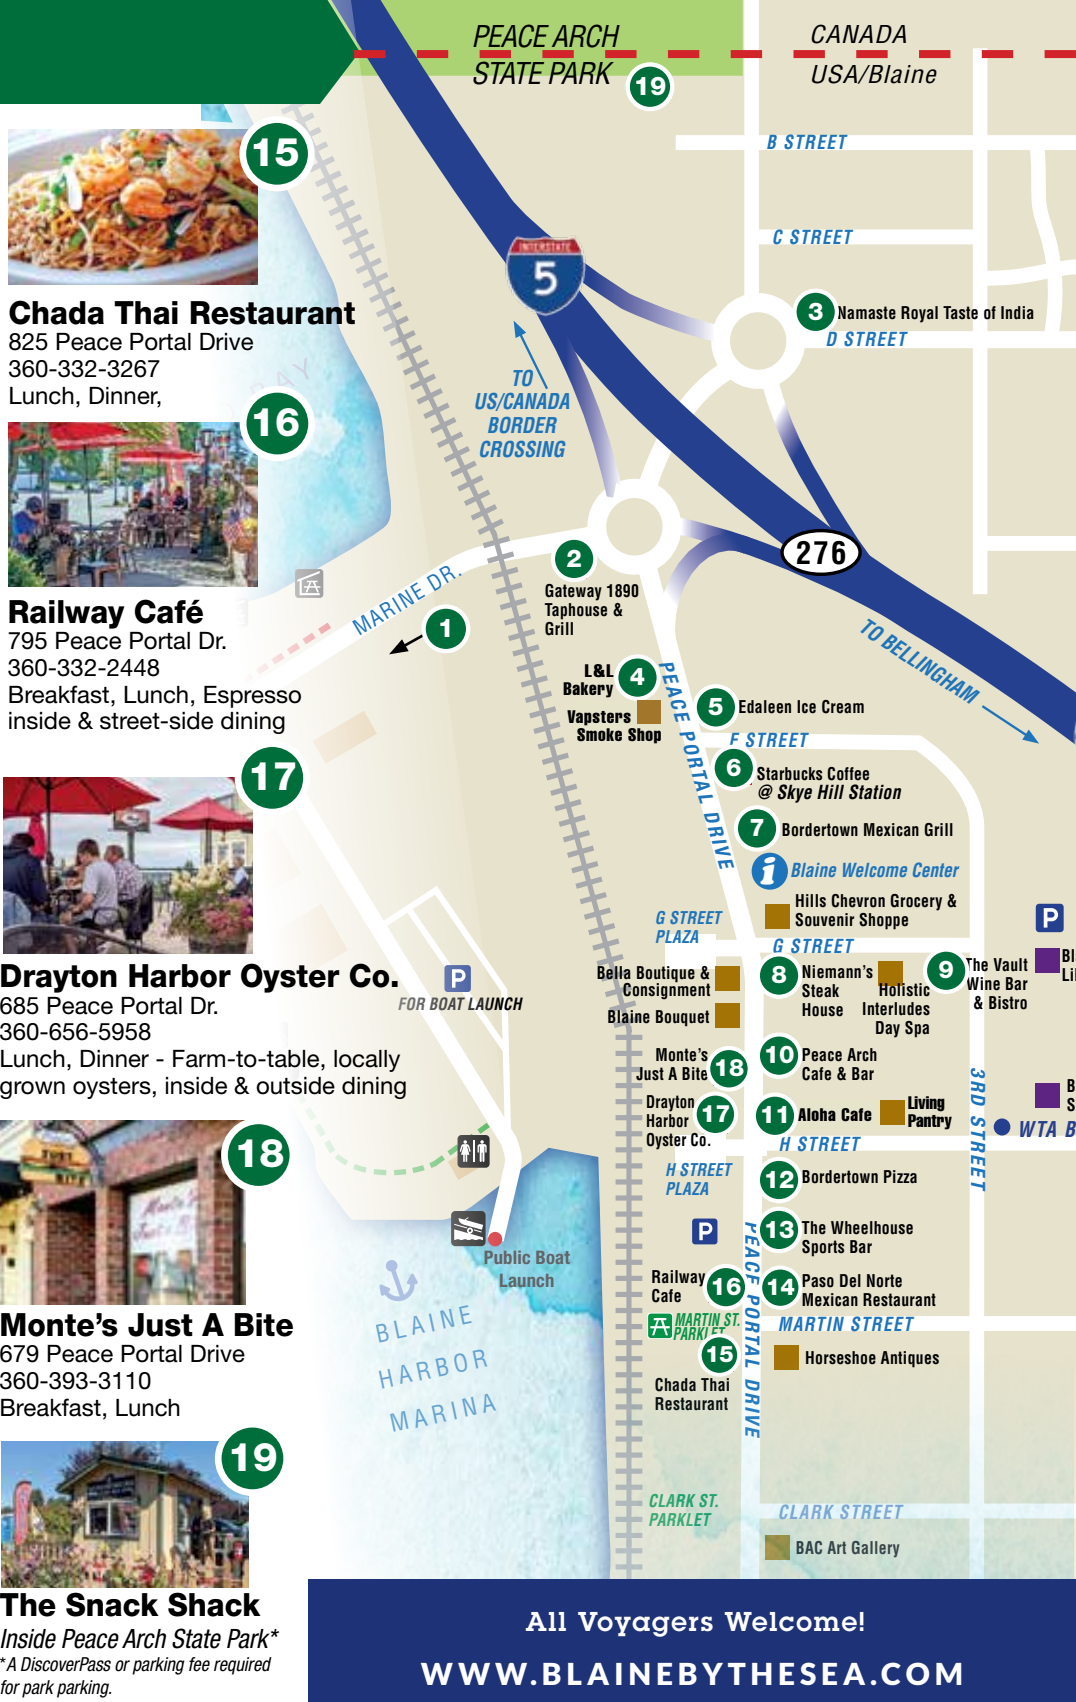 PEACE ARCH
STATE PARK
19
CANADA
USA/Blaine
B STREET
C STREET
INTERSTATE
5
3
Namaste Royal Taste of India
D STREET
TO
US/CANADA
BORDER
CROSSING
276
TO BELLINGHAM
2
Gateway 1890
Taphouse &
Grill
MARINE DR.
1
L&L
Bakery
4
Vapsters
Smoke Shop
PEACE PORTAL DRIVE
5
Edaleen Ice Cream
F STREET
6
Starbucks Coffee
@ Skye Hill Station
7
Bordertown Mexican Grill
i
Blaine Welcome Center
Hills Chevron Grocery &
Souvenir Shoppe
P
G STREET
PLAZA
G STREET
Bella Boutique &
Consignment
Blaine Bouquet
8
Niemann's
Steak
House
Holistic
Interludes
Day Spa
9
The Vault
Wine Bar
& Bistro
Bl
Li
Monte's
Just A Bite
18
10
Peace Arch
Cafe & Bar
Drayton
Harbor
Oyster Co.
17
11
Aloha Cafe
Living
Pantry
3RD STREET
B
S
WTA B
H STREET
H STREET
PLAZA
12
Bordertown Pizza
P
13
The Wheelhouse
Sports Bar
PEACE PORTAL DRIVE
Railway
Cafe
16
14
Paso Del Norte
Mexican Restaurant
MARTIN ST.
PARKLET
MARTIN STREET
15
Chada Thai
Restaurant
Horseshoe Antiques
CLARK ST.
PARKLET
CLARK STREET
BAC Art Gallery
P
FOR BOAT LAUNCH
Public Boat
Launch
BLAINE
HARBOR
MARINA
BAY
15
Chada Thai Restaurant
825 Peace Portal Drive
360-332-3267
Lunch, Dinner,
16
Railway Café
795 Peace Portal Dr.
360-332-2448
Breakfast, Lunch, Espresso
inside & street-side dining
17
Drayton Harbor Oyster Co.
685 Peace Portal Dr.
360-656-5958
Lunch, Dinner - Farm-to-table, locally
grown oysters, inside & outside dining
18
Monte's Just A Bite
679 Peace Portal Drive
360-393-3110
Breakfast, Lunch
19
The Snack Shack
Inside Peace Arch State Park*
*A DiscoverPass or parking fee required
for park parking.
All Voyagers Welcome!
WWW.BLAINEBYTHESEA.COM